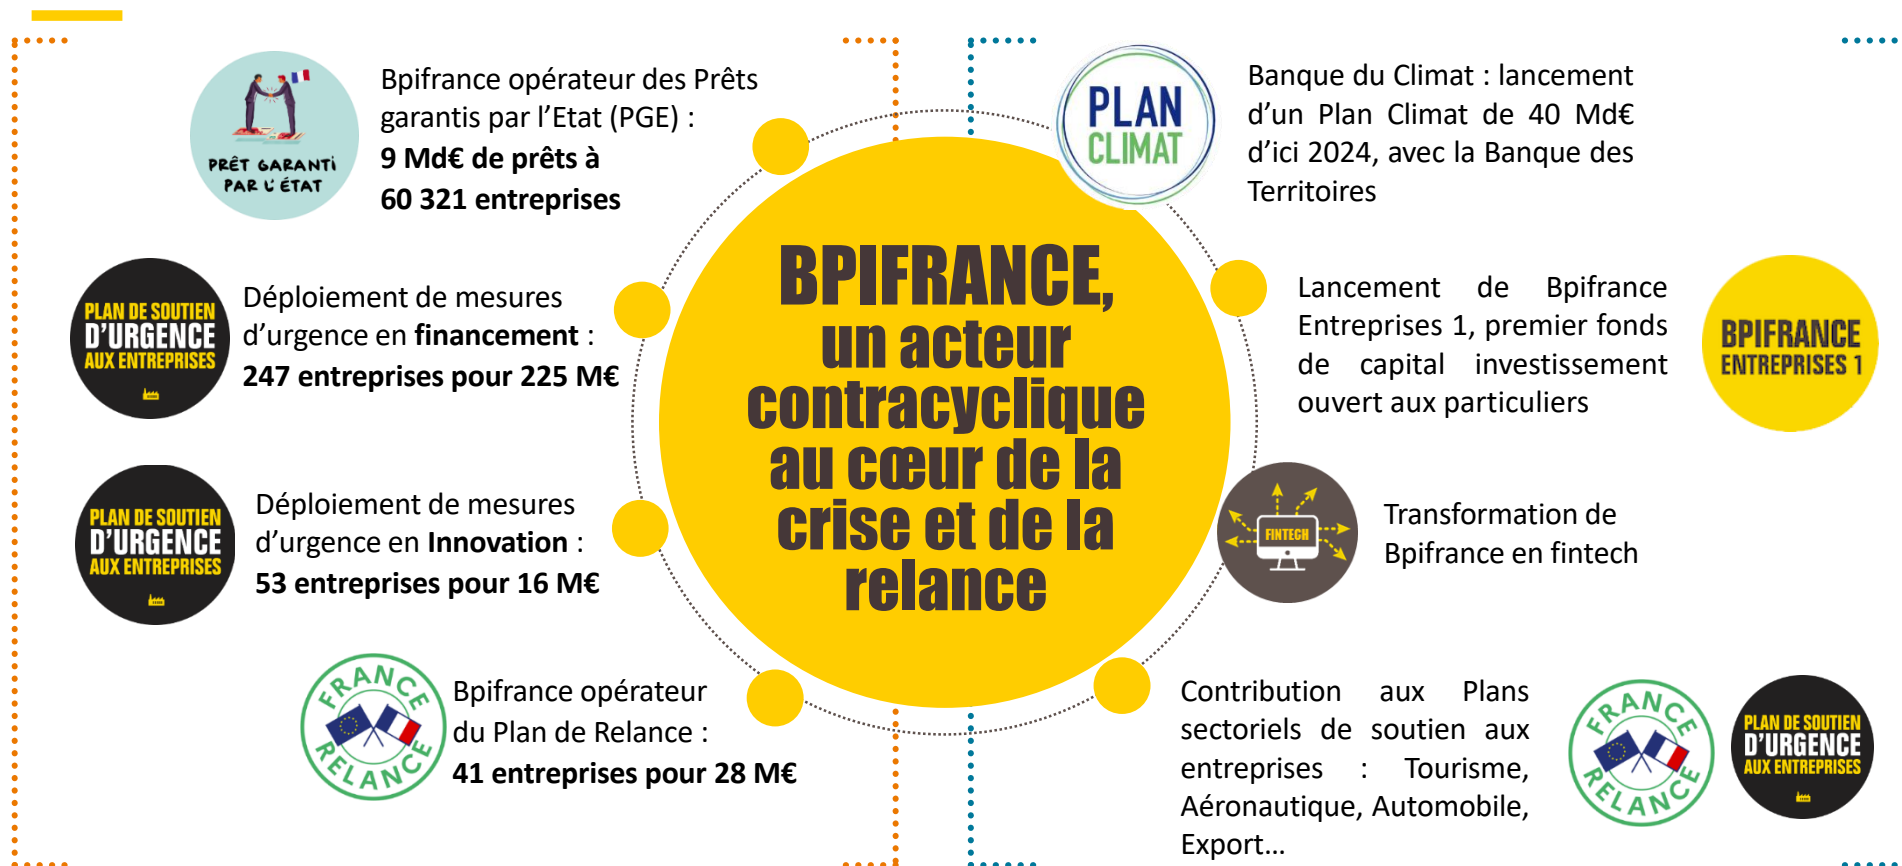 PRÊT GARANTI
PAR L'ÉTAT
Bpifrance opérateur des Prêts
garantis par l’Etat (PGE) :
9 Md€ de prêts à
60 321 entreprises
PLAN DE SOUTIEN
D'URGENCE
AUX ENTREPRISES
Déploiement de mesures
d’urgence en financement :
247 entreprises pour 225 M€
PLAN DE SOUTIEN
D'URGENCE
AUX ENTREPRISES
Déploiement de mesures
d’urgence en Innovation :
53 entreprises pour 16 M€
FRANCE
RELANCE
Bpifrance opérateur
du Plan de Relance :
41 entreprises pour 28 M€
BPIFRANCE,
un acteur
contracyclique
au cœur de la
crise et de la
relance
PLAN
CLIMAT
Banque du Climat : lancement
d’un Plan Climat de 40 Md€
d’ici 2024, avec la Banque des
Territoires
Lancement de Bpifrance
Entreprises 1, premier fonds
de capital investissement
ouvert aux particuliers
BPIFRANCE
ENTREPRISES 1
FINTECH
Transformation de
Bpifrance en fintech
Contribution aux Plans
sectoriels de soutien aux
entreprises : Tourisme,
Aéronautique, Automobile,
Export…
FRANCE
RELANCE
PLAN DE SOUTIEN
D'URGENCE
AUX ENTREPRISES